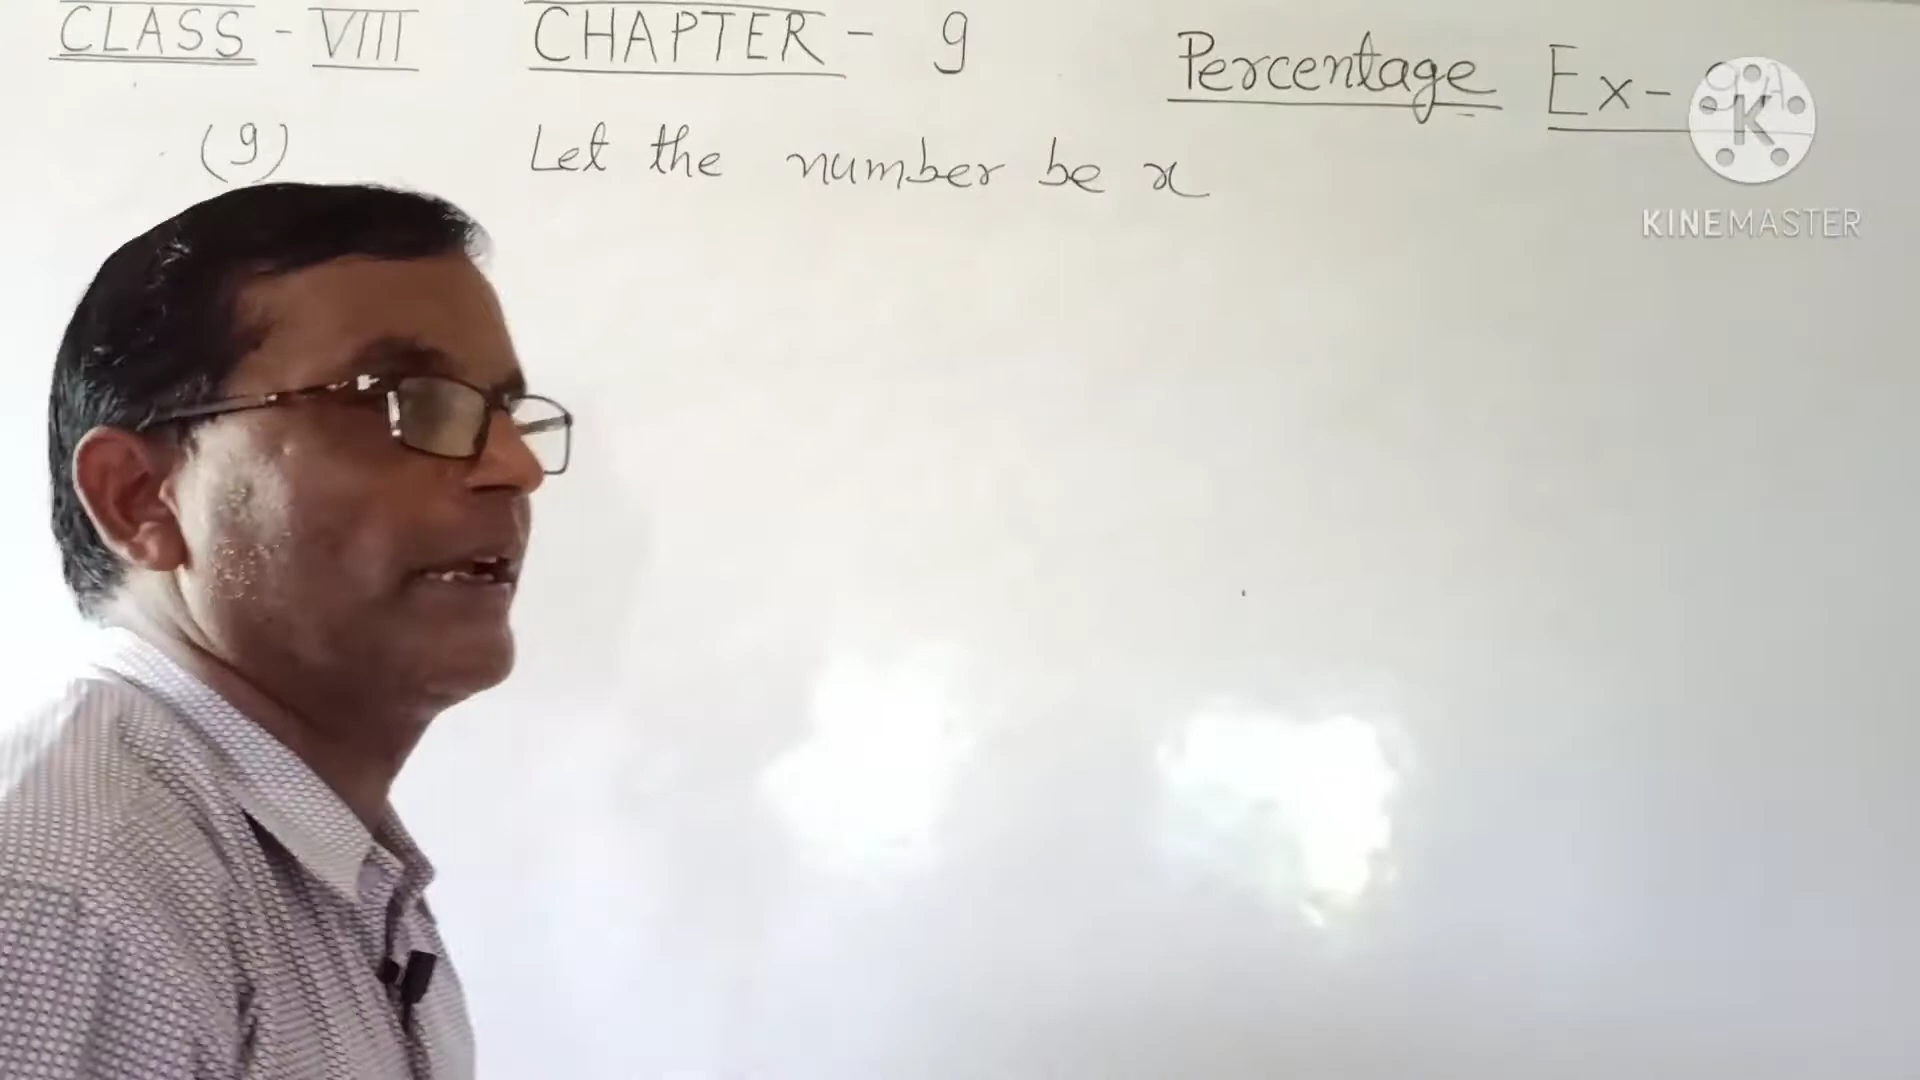 CLASS - VIII CHAPTER - 9 Percentage Ex-
(9) Let the number be x
KINEMASTER